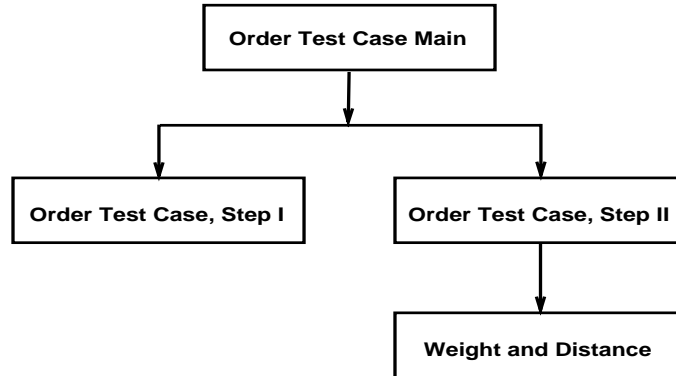 Order Test Case Main
Order Test Case, Step I
Order Test Case, Step II
Weight and Distance